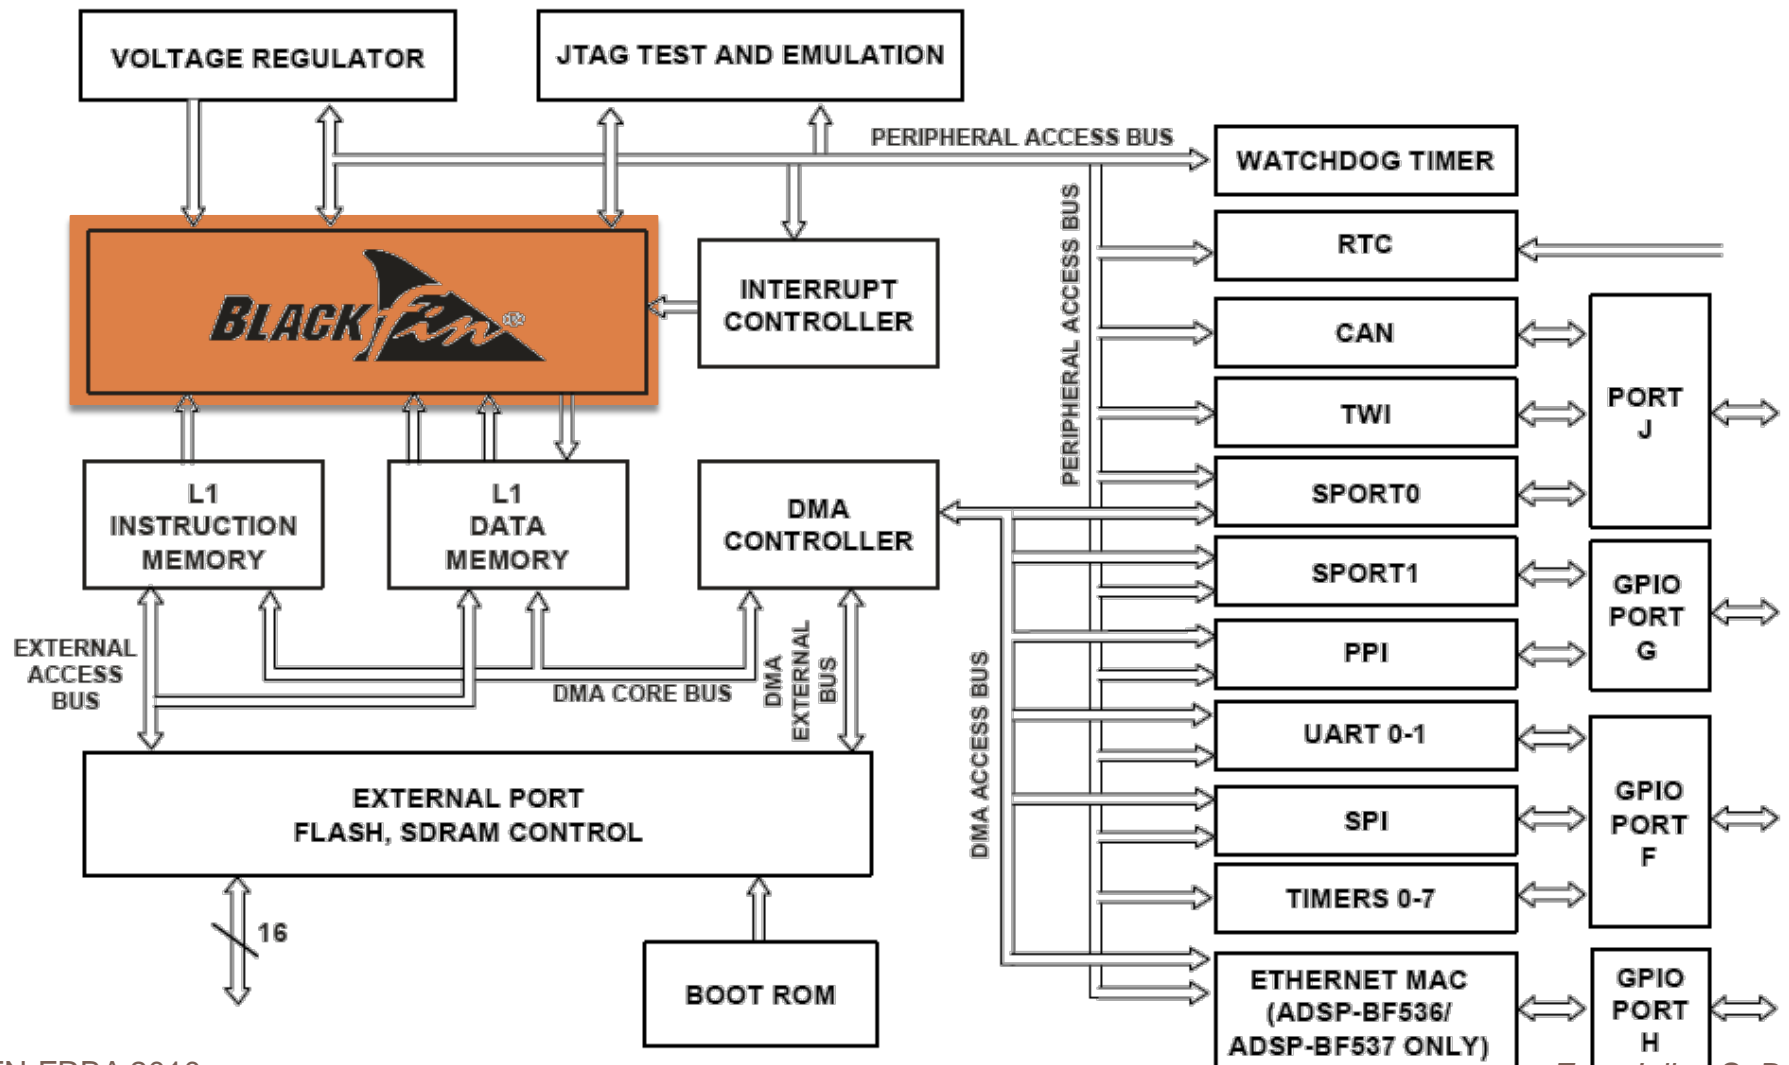 VOLTAGE REGULATOR
JTAG TEST AND EMULATION
PERIPHERAL ACCESS BUS
WATCHDOG TIMER
PERIPHERAL ACCESS BUS
RTC
BLACKfin®
INTERRUPT
CONTROLLER
CAN
TWI
PORT
J
L1
INSTRUCTION
MEMORY
L1
DATA
MEMORY
DMA
CONTROLLER
SPORT0
SPORT1
GPIO
PORT
G
PPI
EXTERNAL
ACCESS
BUS
DMA CORE BUS
DMA
EXTERNAL
BUS
DMA ACCESS BUS
UART 0-1
EXTERNAL PORT
FLASH, SDRAM CONTROL
SPI
GPIO
PORT
F
TIMERS 0-7
16
BOOT ROM
ETHERNET MAC
(ADSP-BF536/
ADSP-BF537 ONLY)
GPIO
PORT
H